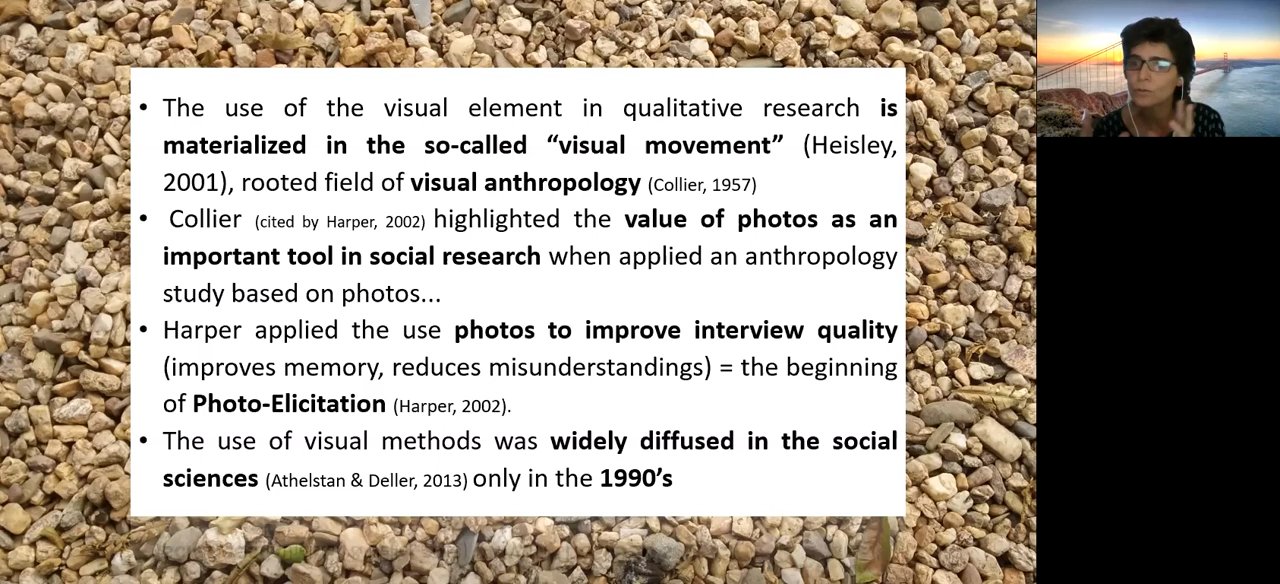 • The use of the visual element in qualitative research is
materialized in the so-called “visual movement” (Heisley,
2001), rooted field of visual anthropology (Collier, 1957)
• Collier (cited by Harper, 2002) highlighted the value of photos as an
important tool in social research when applied an anthropology
study based on photos...
• Harper applied the use photos to improve interview quality
(improves memory, reduces misunderstandings) = the beginning
of Photo-Elicitation (Harper, 2002).
• The use of visual methods was widely diffused in the social
sciences (Athelstan & Deller, 2013) only in the 1990’s